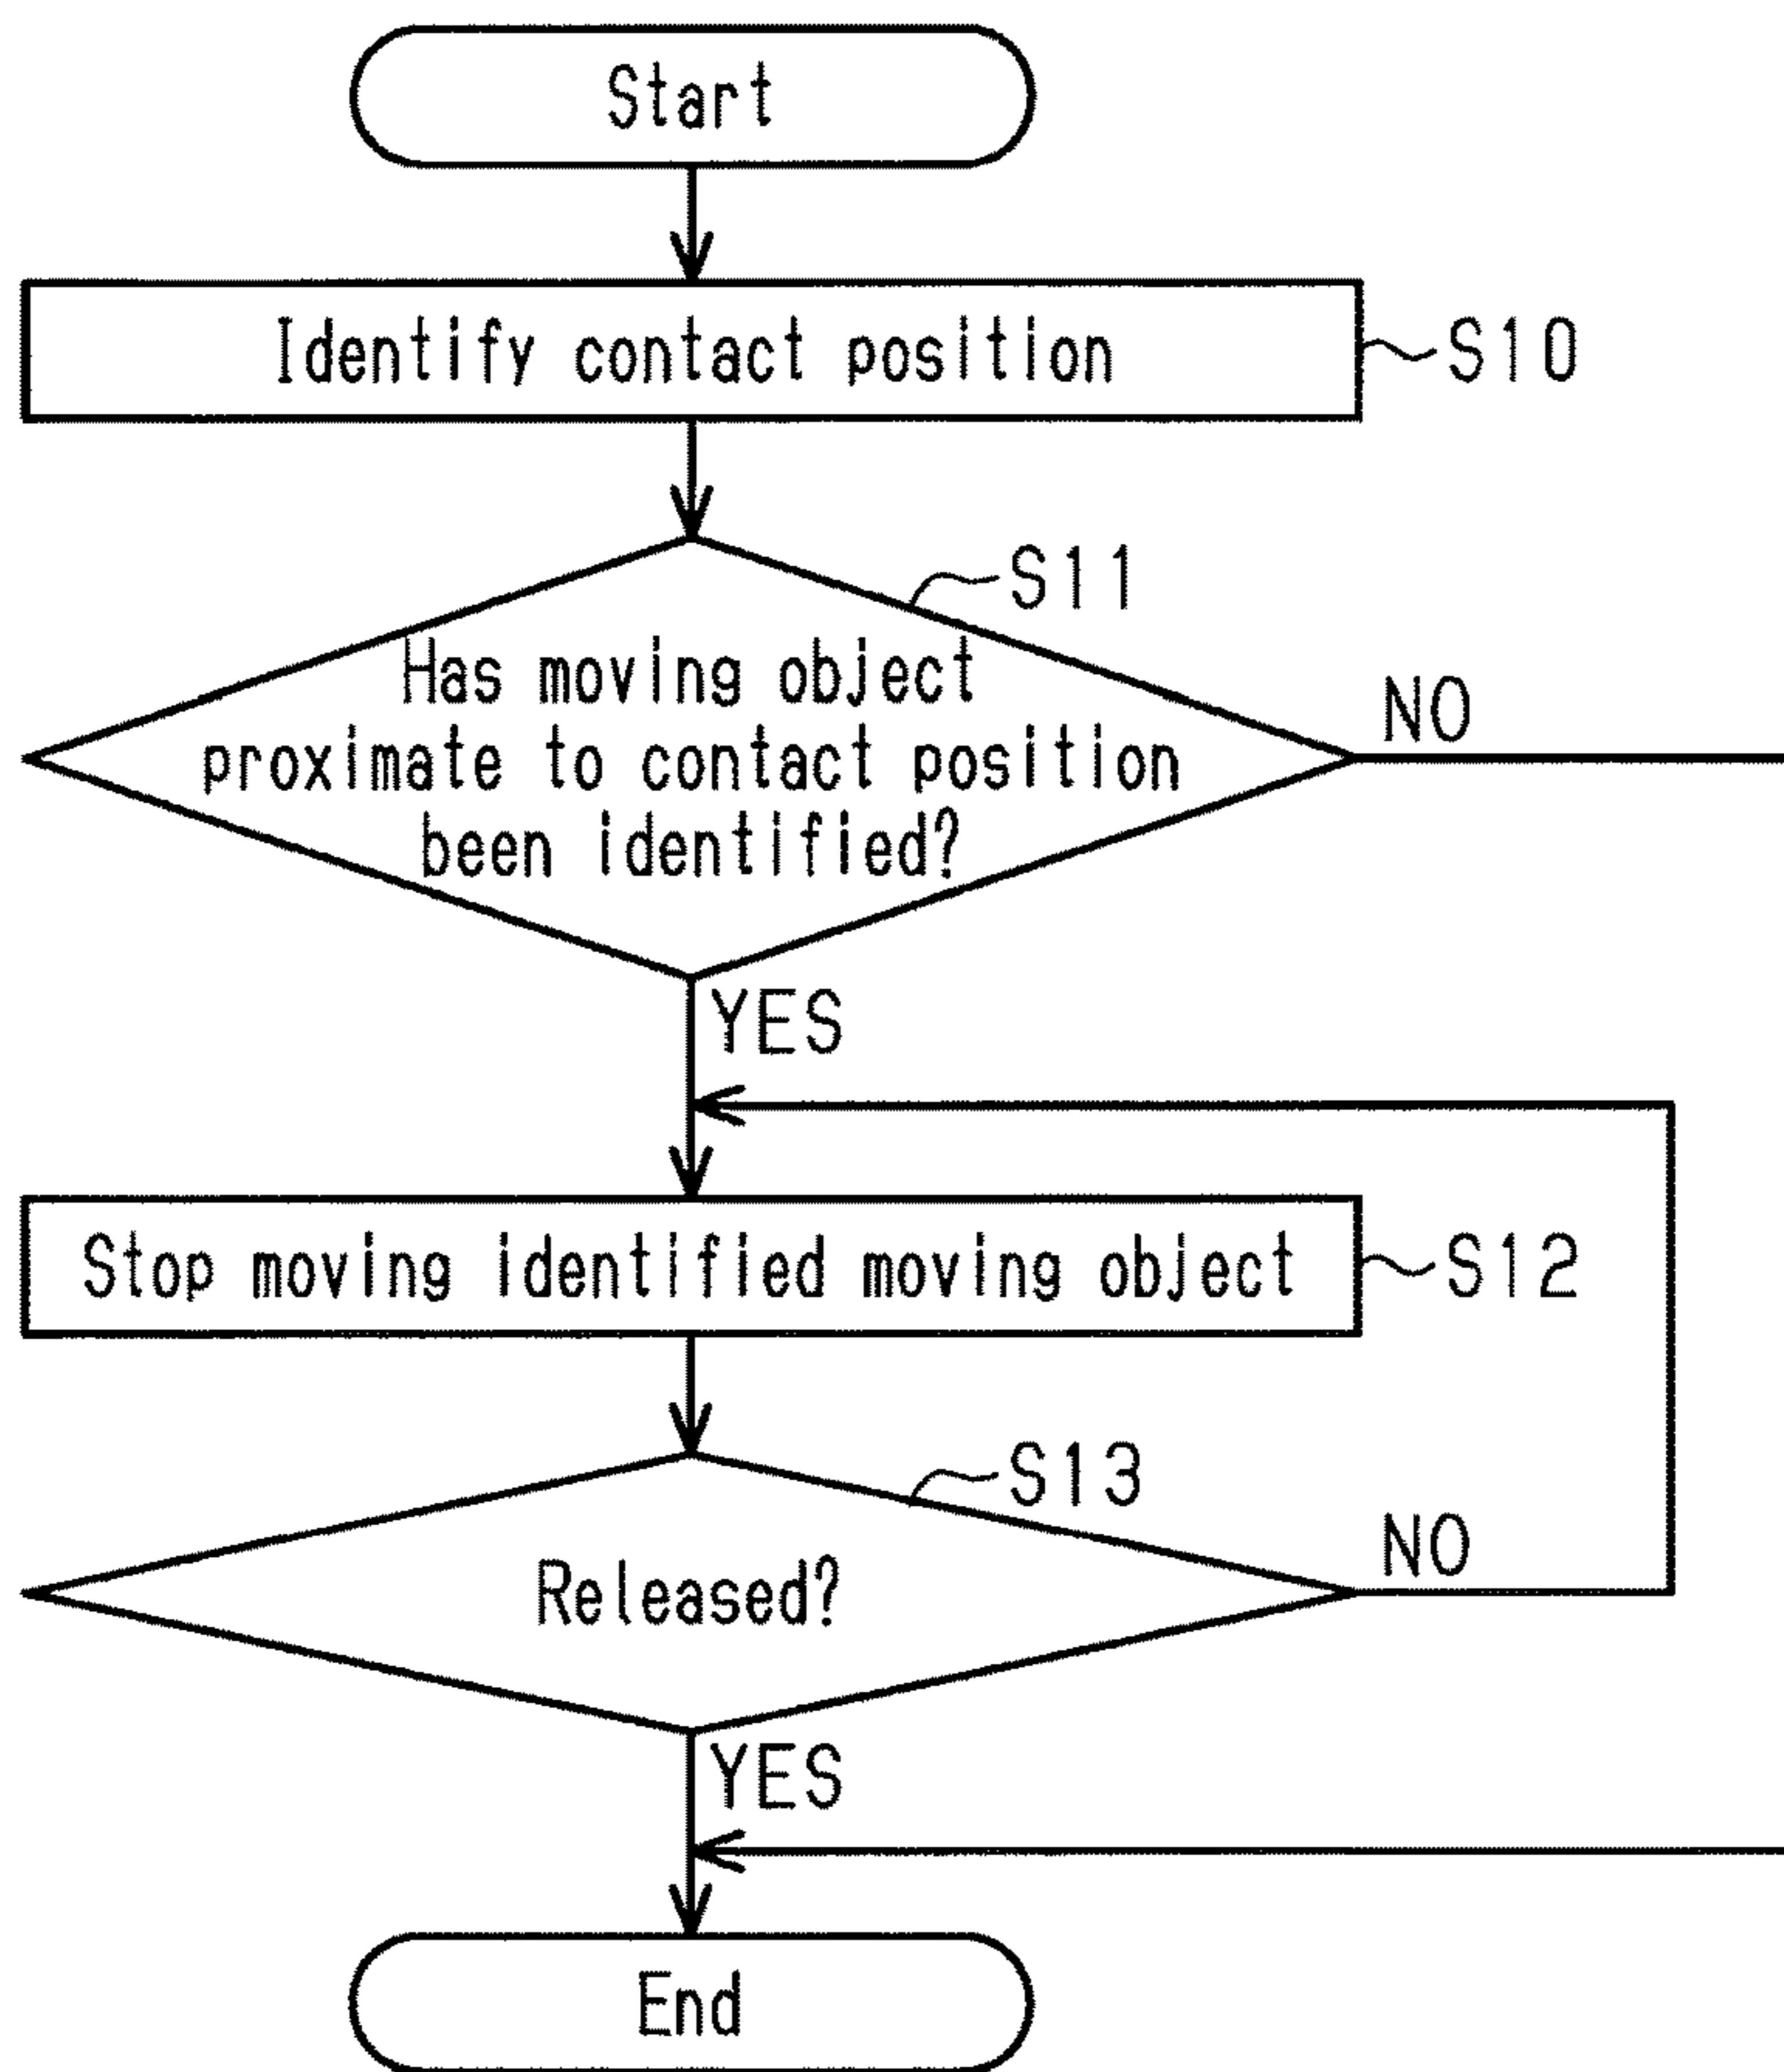 Start
Identify contact position
S10
S11
Has moving object
proximate to contact position
been identified?
NO
YES
Stop moving identified moving object
S12
S13
Released?
NO
YES
End